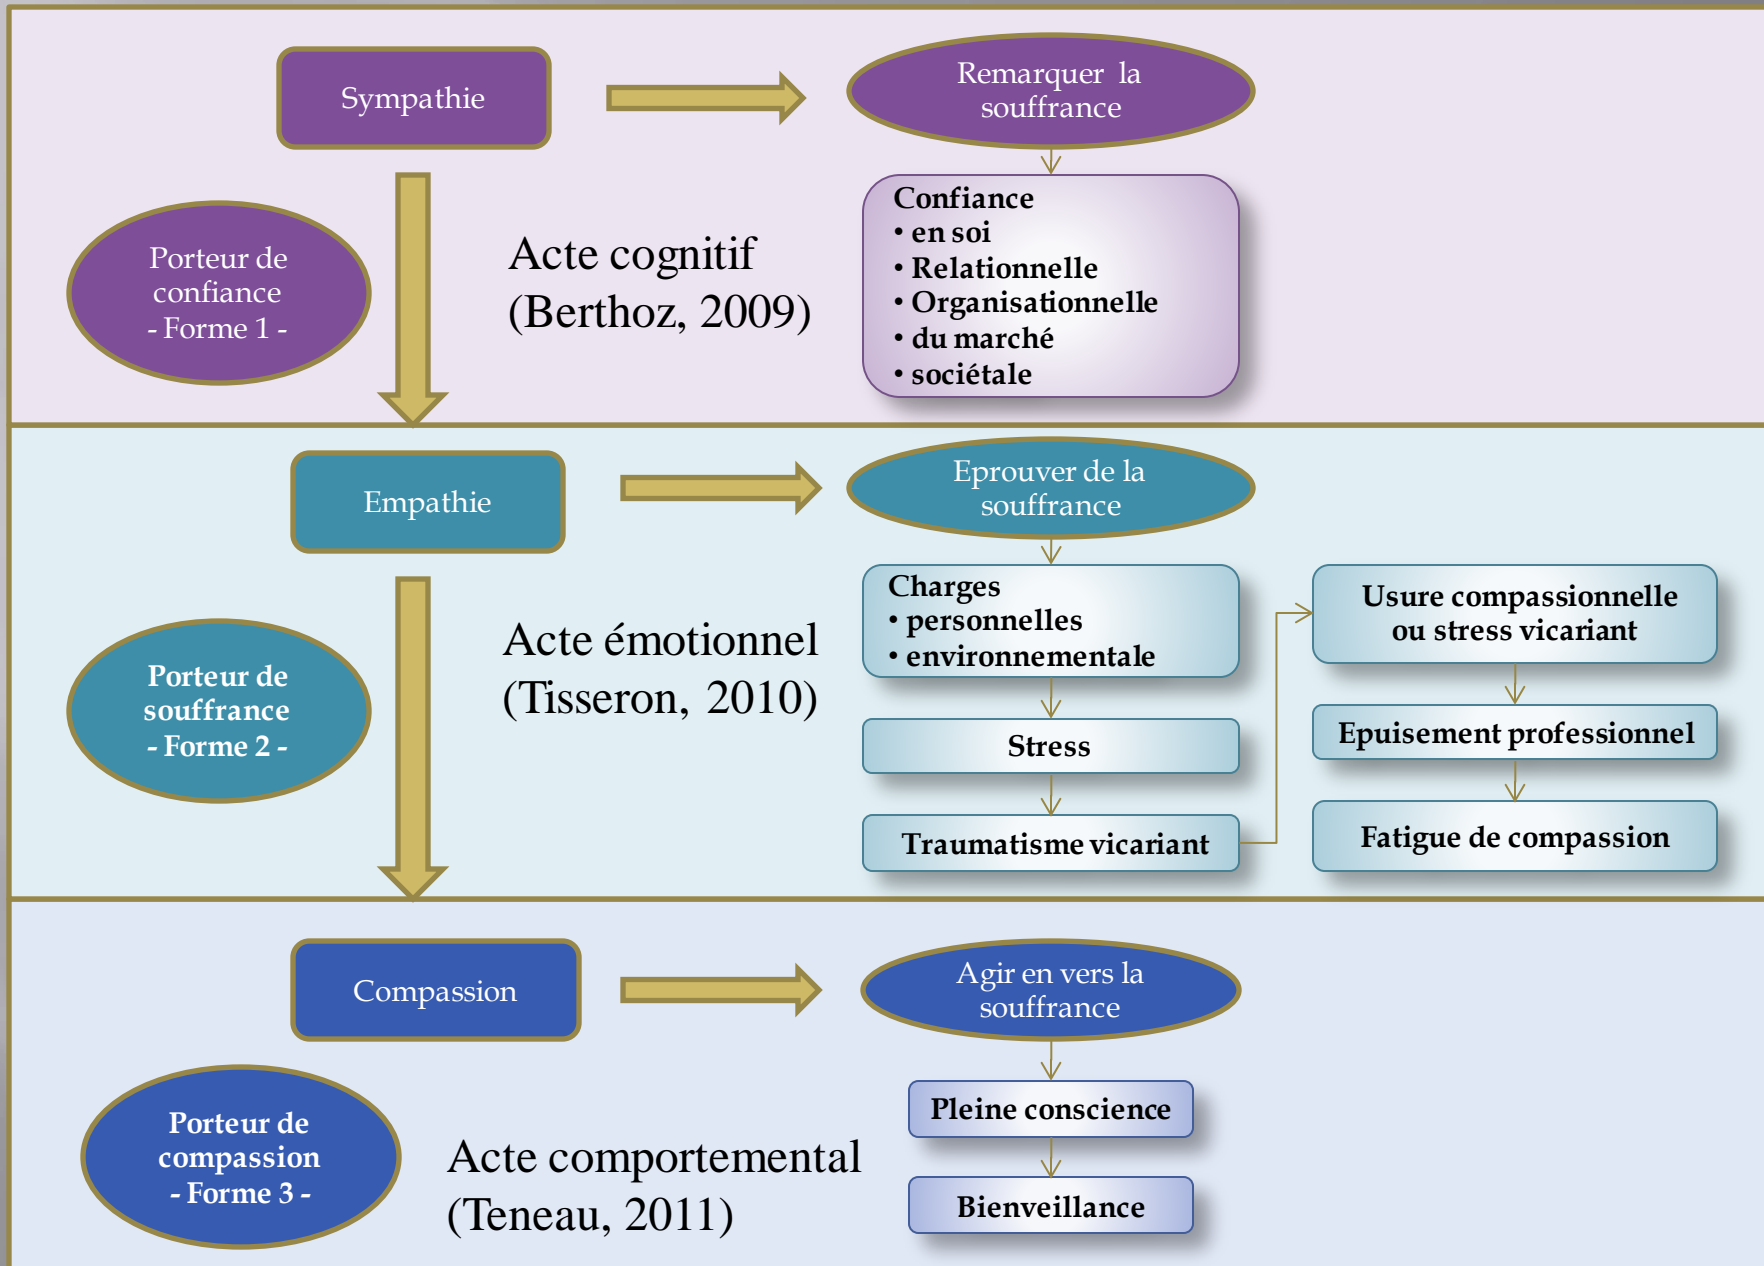 Sympathie
Remarquer la
souffrance
Porteur de
confiance
- Forme 1 -
Acte cognitif
(Berthoz, 2009)
Confiance
• en soi
• Relationnelle
• Organisationnelle
• du marché
• sociétale
Empathie
Eprouver de la
souffrance
Porteur de
souffrance
- Forme 2 -
Acte émotionnel
(Tisseron, 2010)
Charges
• personnelles
• environnementale
Stress
Traumatisme vicariant
Usure compassionnelle
ou stress vicariant
Epuisement professionnel
Fatigue de compassion
Compassion
Agir en vers la
souffrance
Porteur de
compassion
- Forme 3 -
Acte comportemental
(Teneau, 2011)
Pleine conscience
Bienveillance